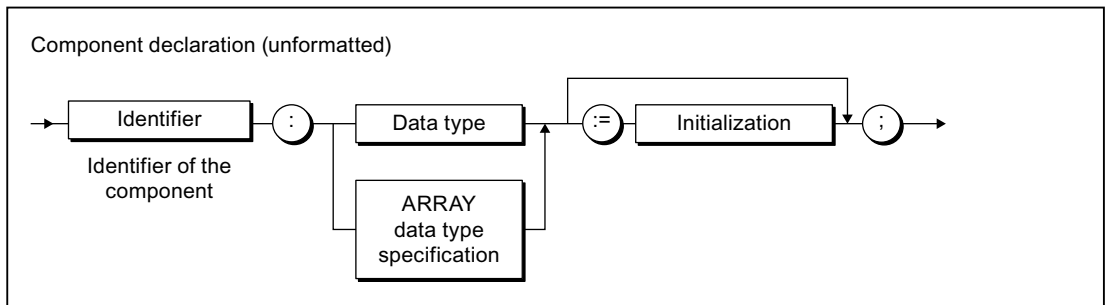 Component declaration (unformatted)
Identifier
:
Data type
:=
Initialization
;
Identifier of the
component
ARRAY
data type
specification